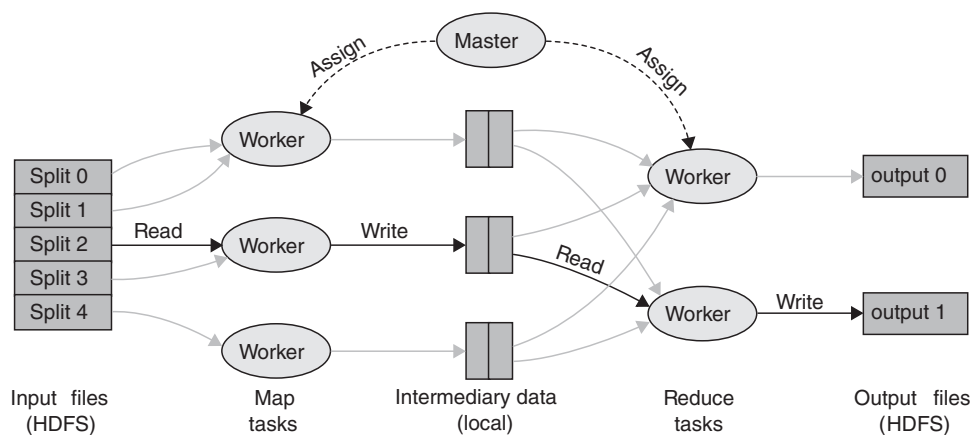 Master
Assign
Assign
Worker
Split 0
Split 1
Split 2
Split 3
Split 4
Read
Worker
Write
Worker
Read
Worker
Worker
Write
output 0
output 1
Input files
(HDFS)
Map
tasks
Intermediary data
(local)
Reduce
tasks
Output files
(HDFS)